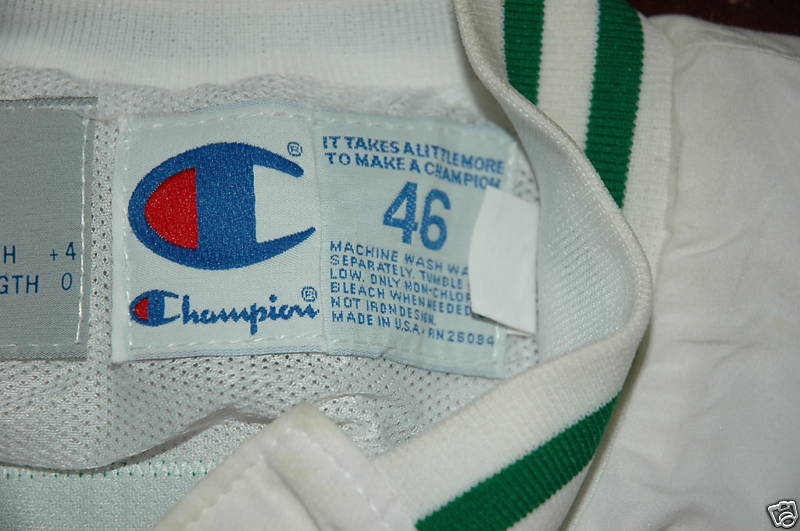 H +4
GTH 0
®
Champion®
IT TAKES A LITTLE MORE
TO MAKE A CHAMPION
46
MACHINE WASH WA
SEPARATELY. TUMBLE
LOW. ONLY NON-CHLOR
BLEACH WHEN NEEDED
NOT IRON DESIGN.
MADE IN U.S.A. RN 26094